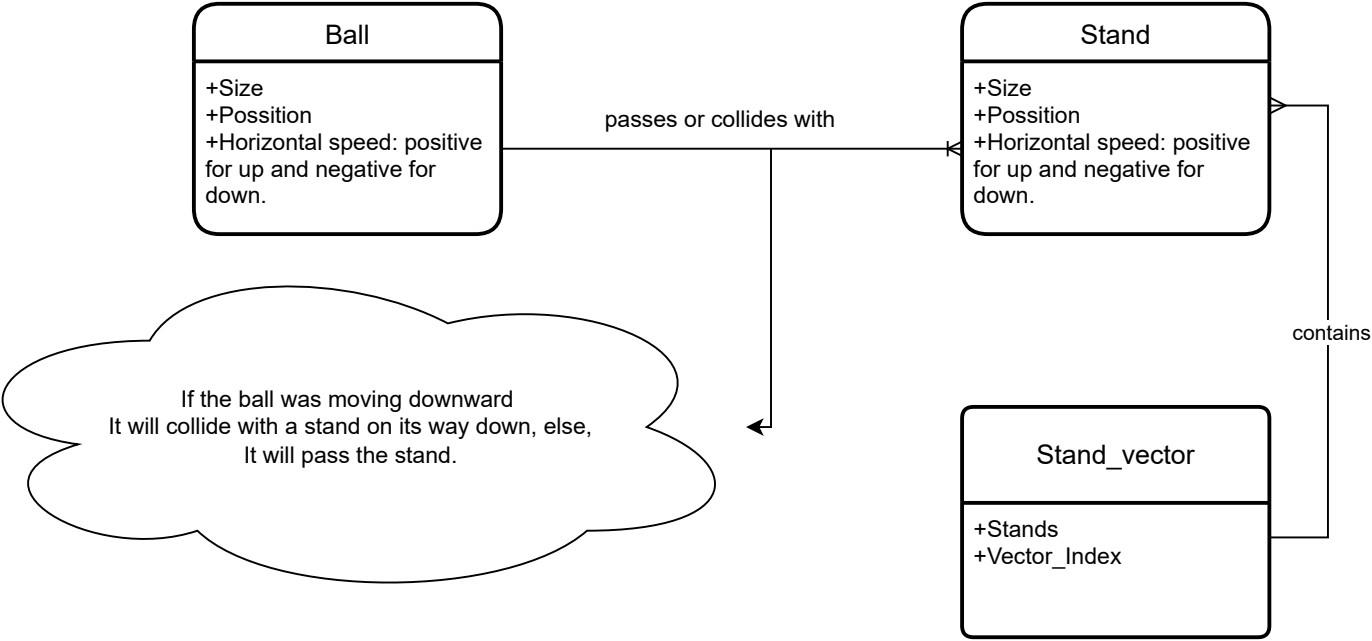 Ball
+Size
+Possition
+Horizontal speed: positive
for up and negative for
down.
passes or collides with
Stand
+Size
+Possition
+Horizontal speed: positive
for up and negative for
down.
contains
If the ball was moving downward
It will collide with a stand on its way down, else,
It will pass the stand.
Stand_vector
+Stands
+Vector_Index